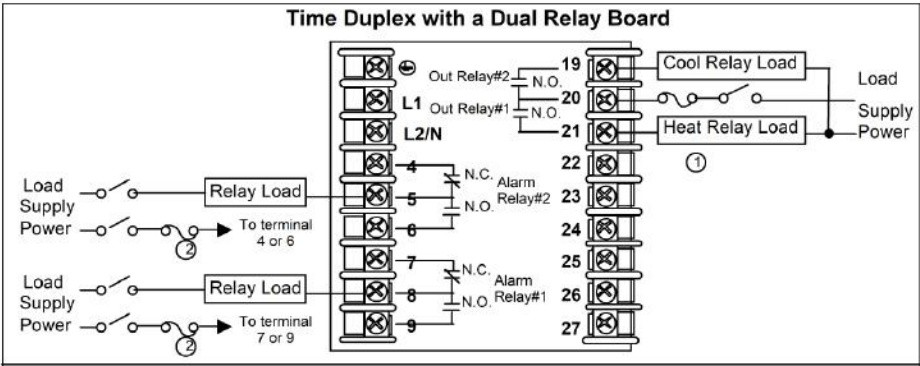 Time Duplex with a Dual Relay Board
L1
L2/N
4
5
6
7
8
9
N.C.
Alarm
Relay#2
N.O.
N.C.
Alarm
Relay#1
N.O.
Out Relay#2
N.O.
Out Relay#1
N.O.
19
20
21
22
23
24
25
26
27
Cool Relay Load
Heat Relay Load
1
Load
Supply
Power
Load
Supply
Power
Relay Load
2
To terminal
4 or 6
Load
Supply
Power
Relay Load
2
To terminal
7 or 9